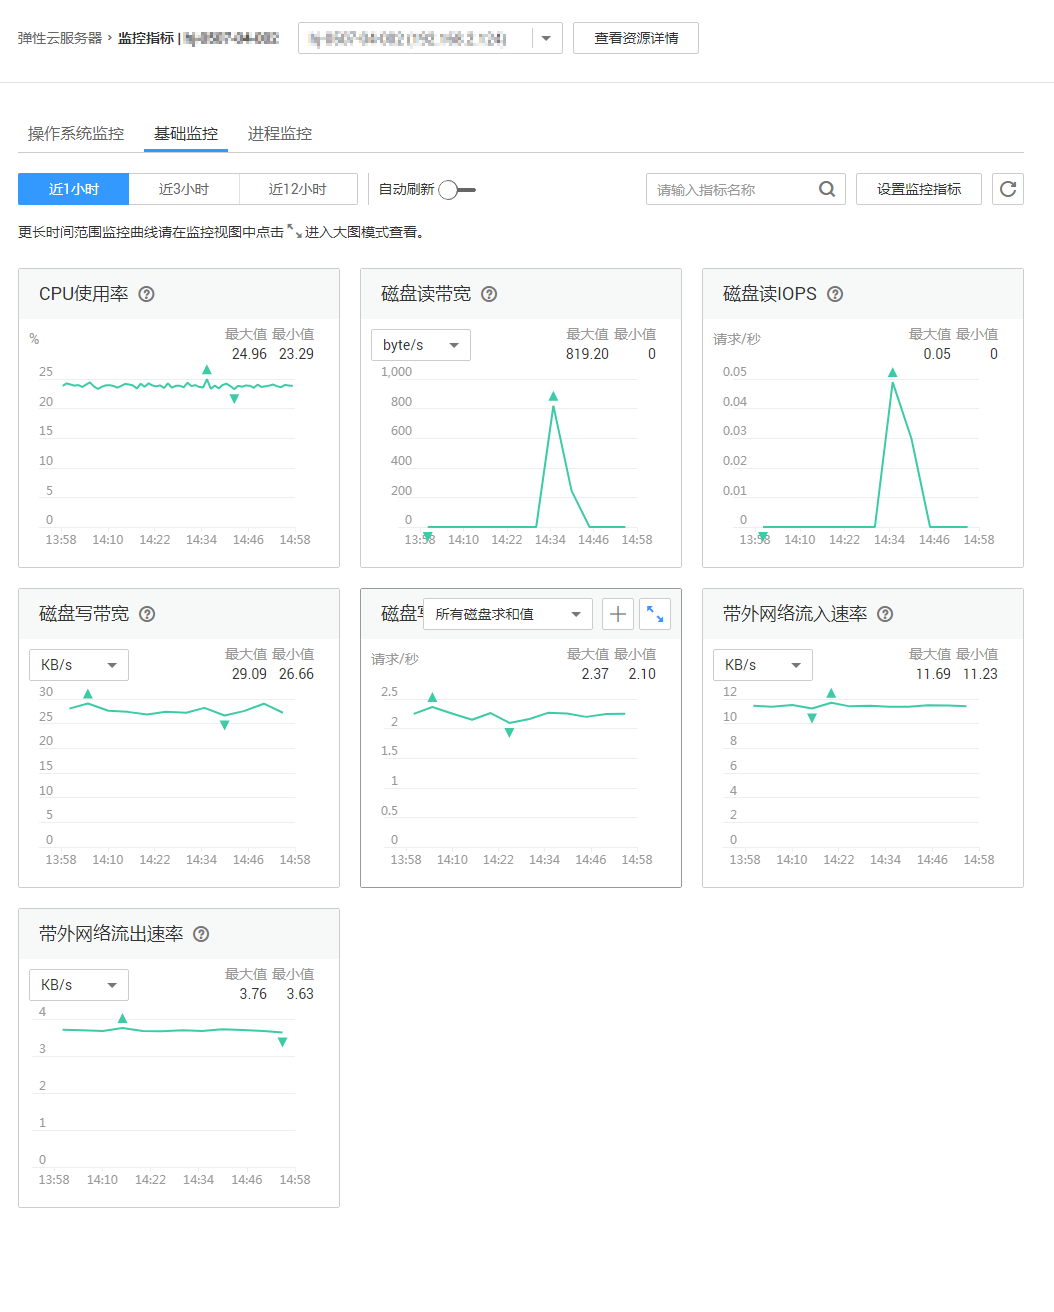 弹性云服务器 › 监控指标 |
查看资源详情
操作系统监控 基础监控 进程监控
近1小时 近3小时 近12小时 自动刷新 请输入指标名称 设置监控指标
更长时间范围监控曲线请在监控视图中点击 进入大图模式查看。
CPU使用率 ?
%
最大值 最小值
24.96 23.29
25
20
15
10
5
0
13:58 14:10 14:22 14:34 14:46 14:58
磁盘读带宽 ?
byte/s
最大值 最小值
819.20 0
1,000
800
600
400
200
0
13:58 14:10 14:22 14:34 14:46 14:58
磁盘读IOPS ?
请求/秒
最大值 最小值
0.05 0
0.05
0.04
0.03
0.02
0.01
0
13:58 14:10 14:22 14:34 14:46 14:58
磁盘写带宽 ?
KB/s
最大值 最小值
29.09 26.66
30
25
20
15
10
5
0
13:58 14:10 14:22 14:34 14:46 14:58
磁盘写 所有磁盘求和值
请求/秒
最大值 最小值
2.37 2.10
2.5
2
1.5
1
0.5
0
13:58 14:10 14:22 14:34 14:46 14:58
带外网络流入速率 ?
KB/s
最大值 最小值
11.69 11.23
12
10
8
6
4
2
0
13:58 14:10 14:22 14:34 14:46 14:58
带外网络流出速率 ?
KB/s
最大值 最小值
3.76 3.63
4
3
2
1
0
13:58 14:10 14:22 14:34 14:46 14:58